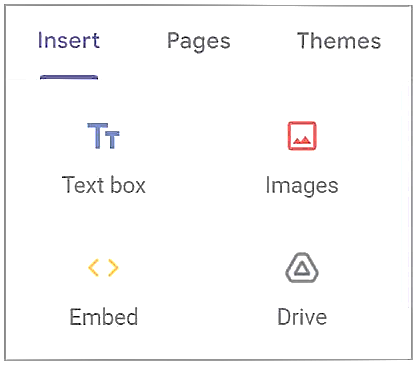 Insert Pages Themes
Text box Images
Embed Drive